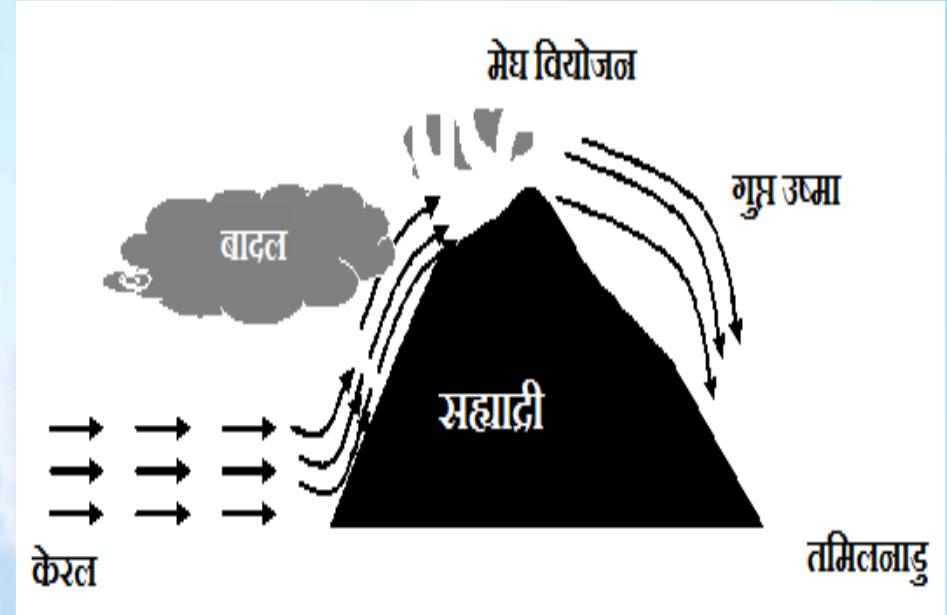 मेघ वियोजन
गुप्त उष्मा
बादल
सह्याद्री
केरल
तमिलनाडु